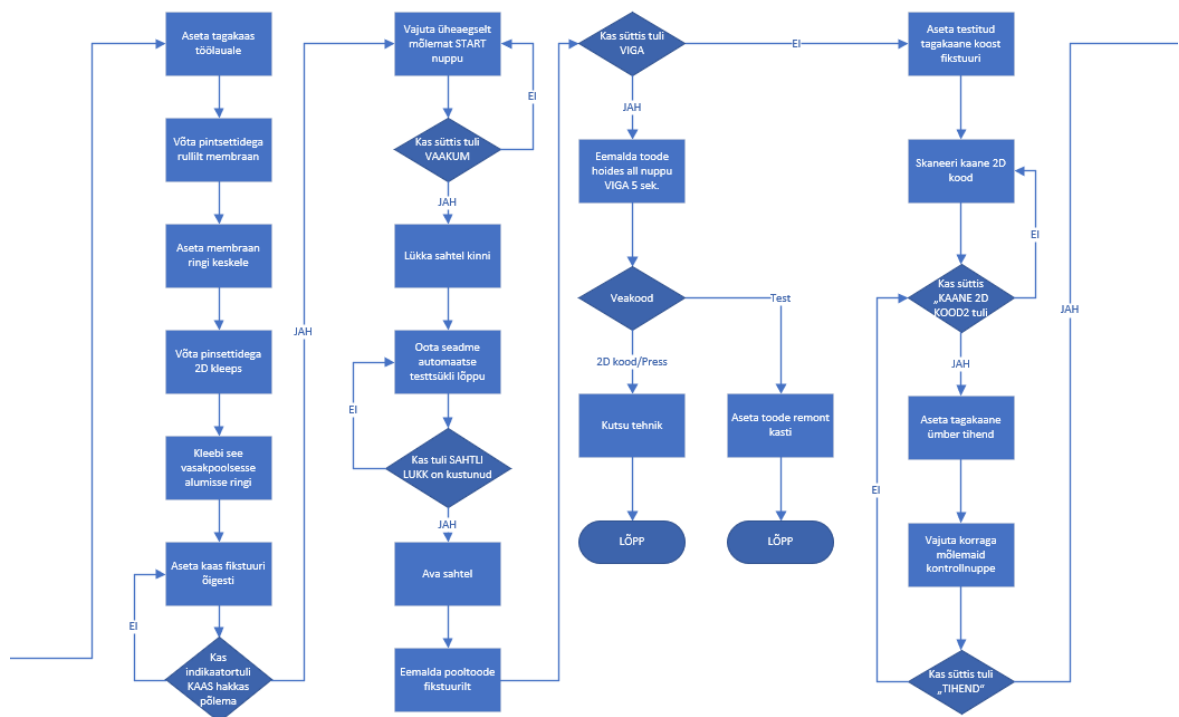 Aseta tagakaas
töölauale
Võta pintsettidega
rullilt membraan
Aseta membraan
ringi keskele
Võta pinsettidega
2D kleeps
Kleebi see
vasakpoolsesse
alumisse ringi
Aseta kaas fikstuuri
õigesti
EI
Kas
indikaatortuli
KAAS hakkas
põlema
JAH
Vajuta üheaegselt
mõlemat START
nuppu
EI
Kas süttis tuli
VAAKUM
JAH
Lükka sahtel kinni
Oota seadme
automaatse
testtsükli lõppu
EI
Kas tuli SAHTLI
LUKK on kustunud
JAH
Ava sahtel
Eemalda pooltoode
fikstuurilt
Kas süttis tuli
VIGA
EI
JAH
Eemalda toode
hoides all nuppu
VIGA 5 sek.
Veakood
Test
2D kood/Press
Kutsu tehnik
Aseta toode remont
kasti
LÕPP
LÕPP
Aseta testitud
tagakaane koost
fikstuuri
Skaneeri kaane 2D
kood
EI
Kas süttis
„KAANE 2D
KOOD2 tuli
JAH
JAH
Aseta tagakaane
ümber tihend
EI
Vajuta korraga
mõlemaid
kontrollnuppe
Kas süttis tuli
„TIHEND“